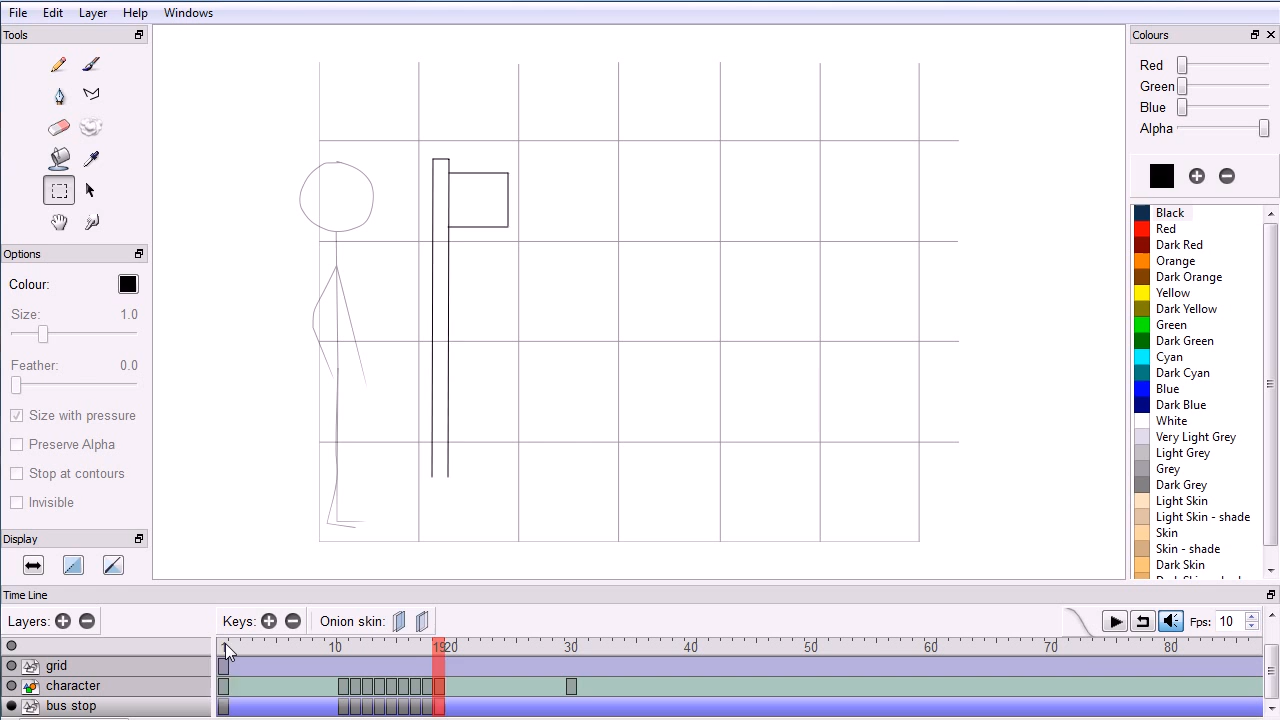 File Edit Layer Help Windows
Tools
Options
Colour:
Size: 1.0
Feather: 0.0
Size with pressure
Preserve Alpha
Stop at contours
Invisible
Display
Colours
Red
Green
Blue
Alpha
Black
Red
Dark Red
Orange
Dark Orange
Yellow
Dark Yellow
Green
Dark Green
Cyan
Dark Cyan
Blue
Dark Blue
White
Very Light Grey
Light Grey
Grey
Dark Grey
Light Skin
Light Skin - shade
Skin
Skin - shade
Dark Skin
Time Line
Layers: Keys: Onion skin: Fps: 10
10 19 20 30 40 50 60 70 80
grid
character
bus stop